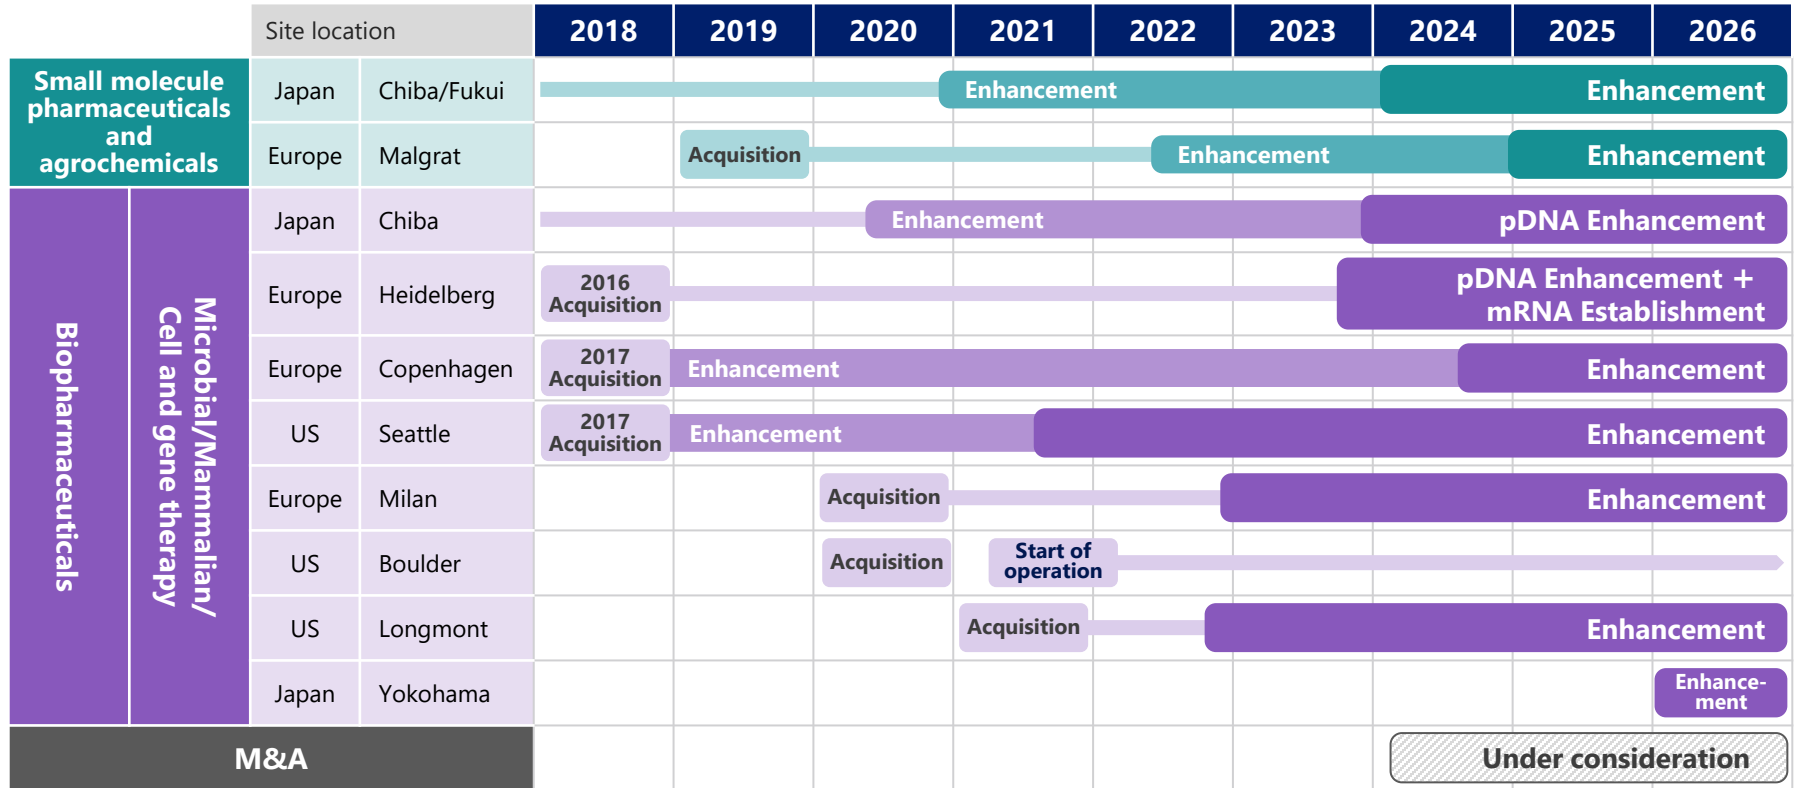 Site location
2018
2019
2020
2021
2022
2023
2024
2025
2026
Small molecule
pharmaceuticals
and
agrochemicals
Japan
Chiba/Fukui
Enhancement
Enhancement
Europe
Malgrat
Acquisition
Enhancement
Enhancement
Biopharmaceuticals
Microbial/Mammalian/
Cell and gene therapy
Japan
Chiba
Enhancement
pDNA Enhancement
Europe
Heidelberg
2016
Acquisition
pDNA Enhancement +
mRNA Establishment
Europe
Copenhagen
2017
Acquisition
Enhancement
Enhancement
US
Seattle
2017
Acquisition
Enhancement
Enhancement
Europe
Milan
Acquisition
Enhancement
US
Boulder
Acquisition
Start of
operation
US
Longmont
Acquisition
Enhancement
Japan
Yokohama
Enhance-
ment
M&A
Under consideration